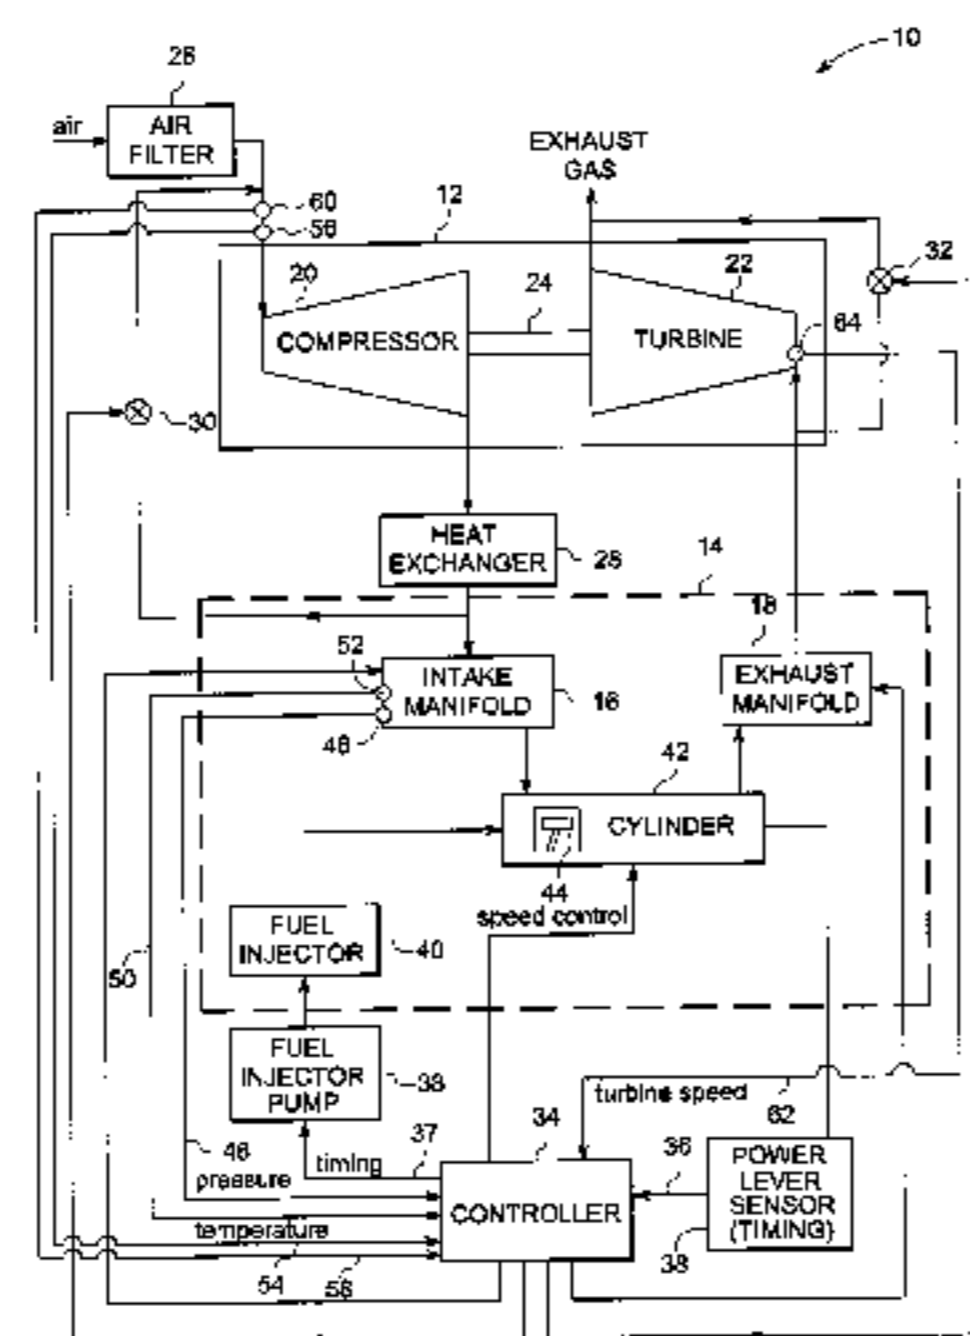 10
26
air
AIR
FILTER
EXHAUST
GAS
60
56
12
32
20
24
22
COMPRESSOR
TURBINE
64
30
HEAT
EXCHANGER
28
14
18
52
INTAKE
MANIFOLD
16
EXHAUST
MANIFOLD
48
42
CYLINDER
44
speed control
FUEL
INJECTOR
40
50
FUEL
INJECTOR
PUMP
38
turbine speed
62
37
34
36
timing
46
pressure
CONTROLLER
POWER
LEVER
SENSOR
(TIMING)
38
temperature
54
58